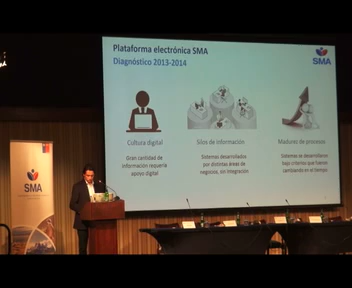 Plataforma electrónica SMA
Diagnóstico 2013-2014
SMA
Cultura digital
Silos de información
Madurez de procesos
Gran cantidad de
información requería
apoyo digital
Sistemas desarrollados
por distintas áreas de
negocios, sin integración
Sistemas se desarrollaron
bajo criterios que fueron
cambiando en el tiempo
SMA